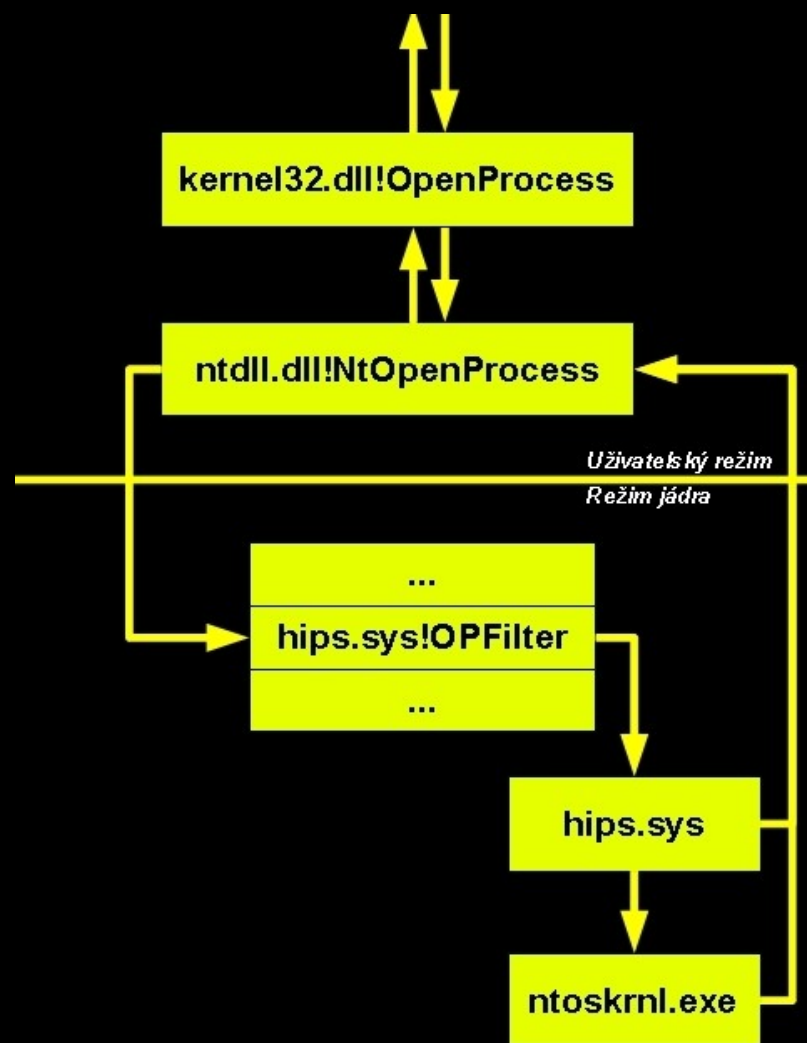 kernel32.dll!OpenProcess
ntdll.dll!NtOpenProcess
Uživatelský režim
Režim jádra
...
hips.sys!OPFilter
...
hips.sys
ntoskrnl.exe